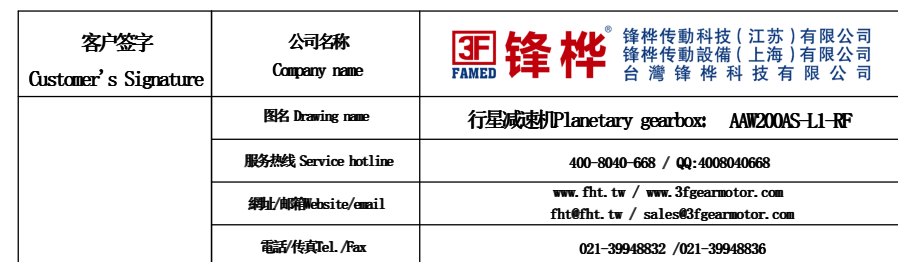 客户签字
Customer's Signature
公司名称
Company name
3F
FAMED
锋桦®
锋桦传動科技(江苏)有限公司
锋桦传動設備(上海)有限公司
台灣锋桦科技有限公司
图名 Drawing name
行星减速机Planetary gearbox: AAW200AS-L1-RF
服务热线 Service hotline
400-8040-668 / QQ:4008040668
網址/邮箱Website/email
www.fht.tw / www.3fgearmotor.com
fht@fht.tw / sales@3fgearmotor.com
電話/传真Tel./Fax
021-39948832 /021-39948836